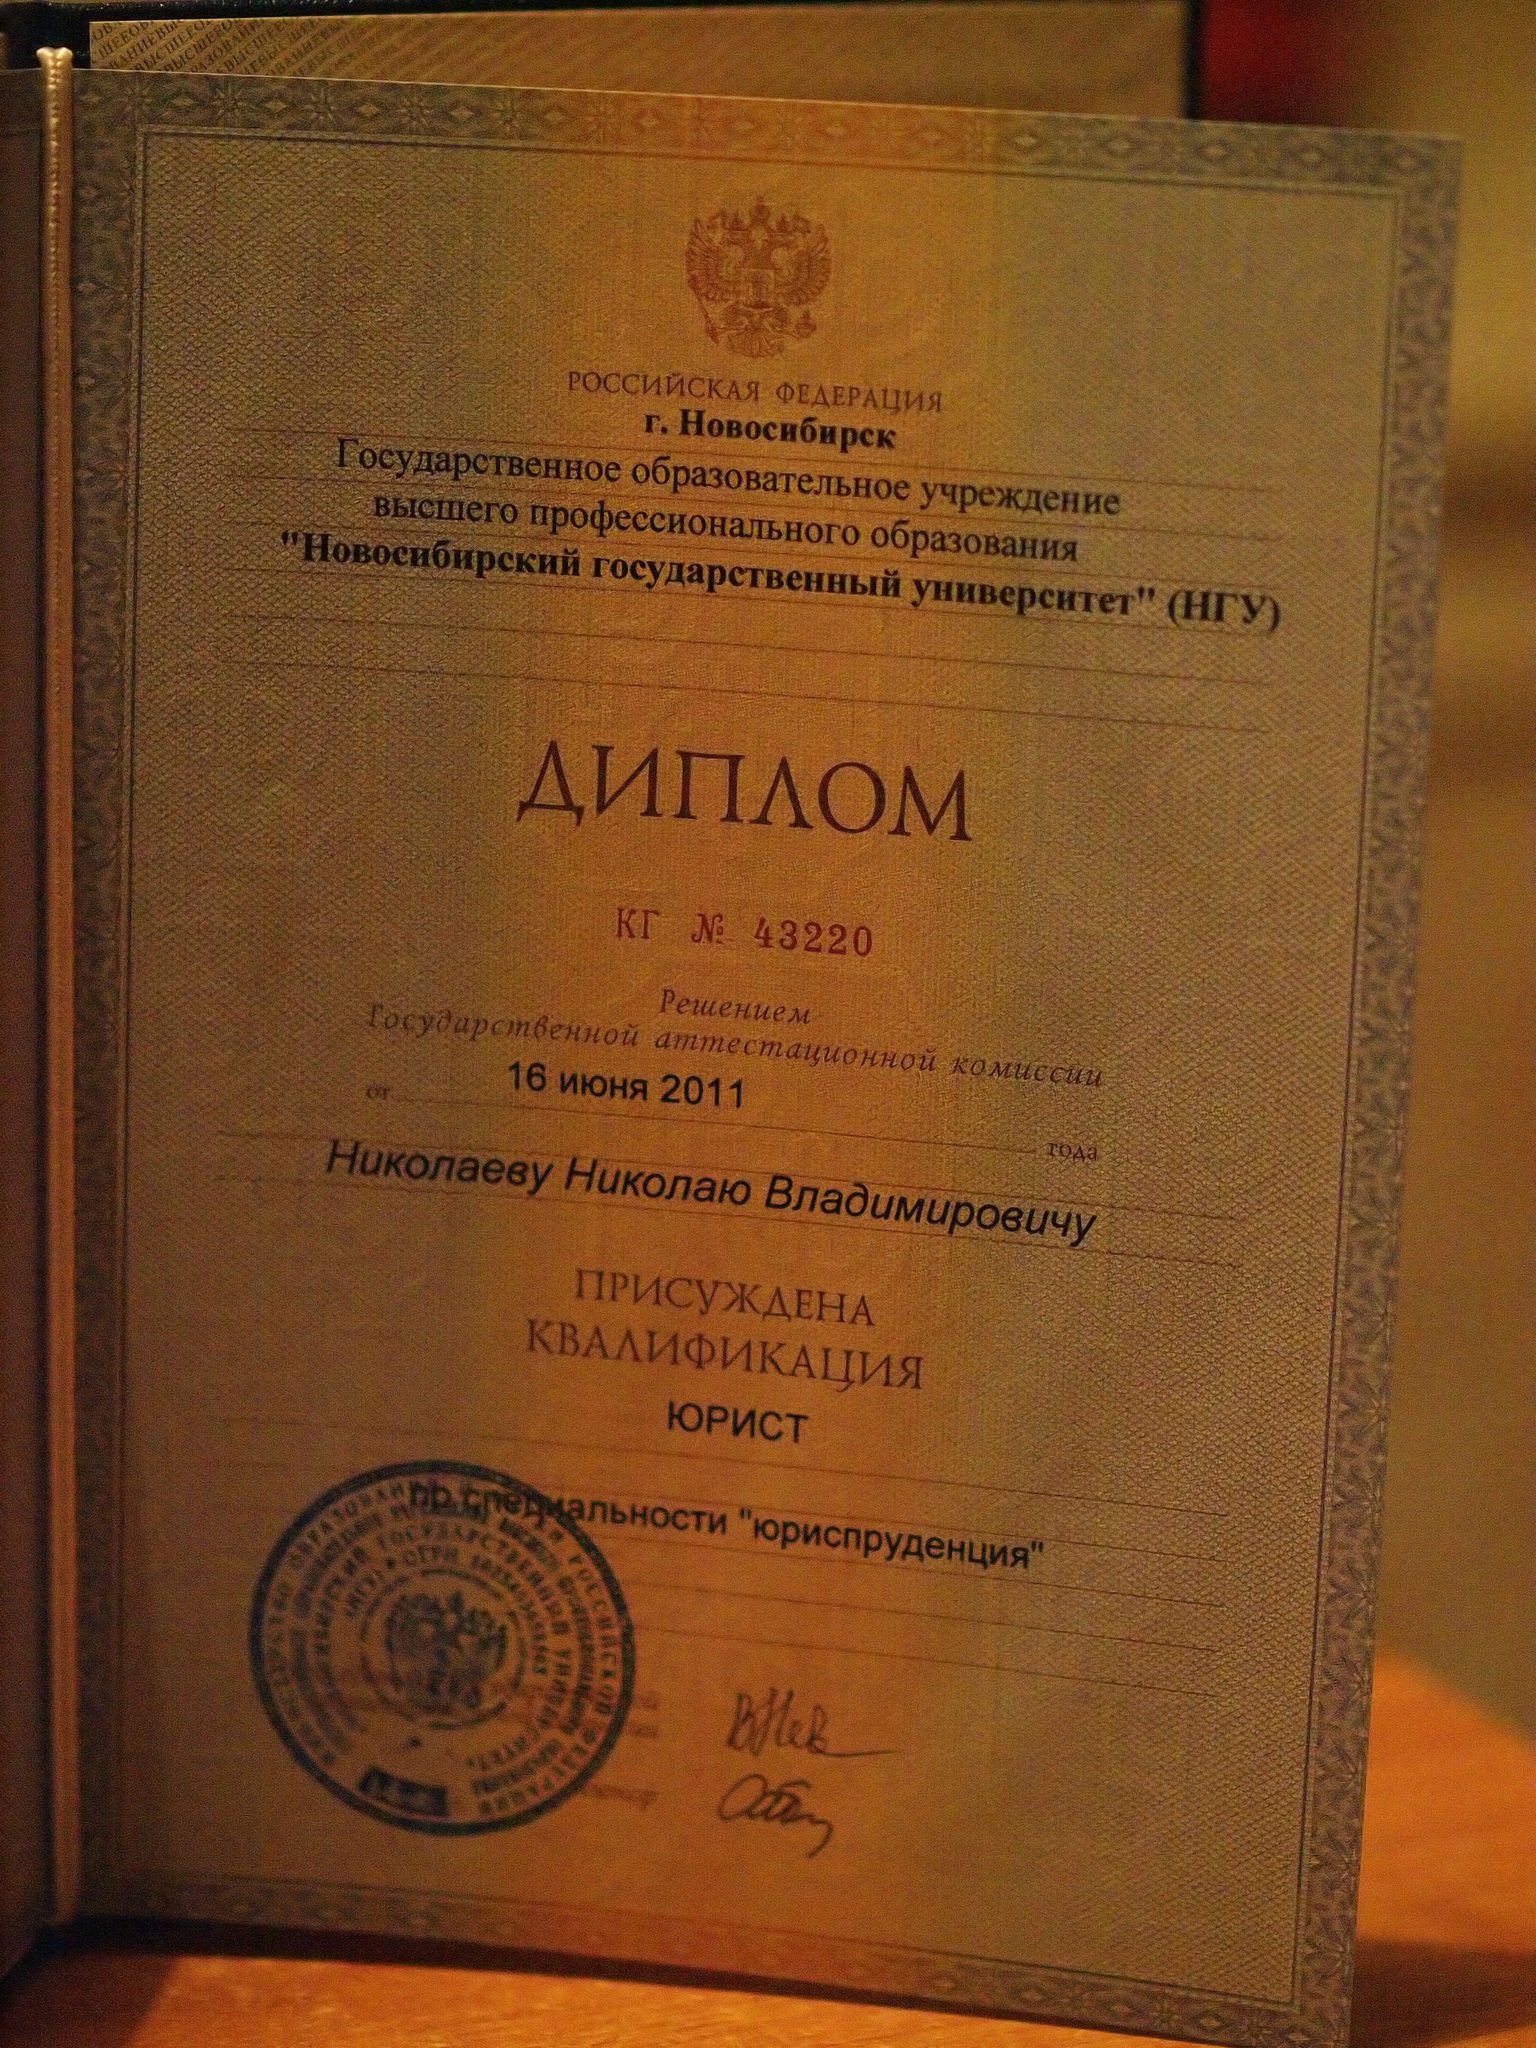 РОССИЙСКАЯ ФЕДЕРАЦИЯ
г. Новосибирск
Государственное образовательное учреждение
высшего профессионального образования
"Новосибирский государственный университет" (НГУ)
ДИПЛОМ
КГ № 43220
Решением
Государственной аттестационной комиссии
от 16 июня 2011 года
Николаеву Николаю Владимировичу
ПРИСУЖДЕНА
КВАЛИФИКАЦИЯ
ЮРИСТ
по специальности "юриспруденция"